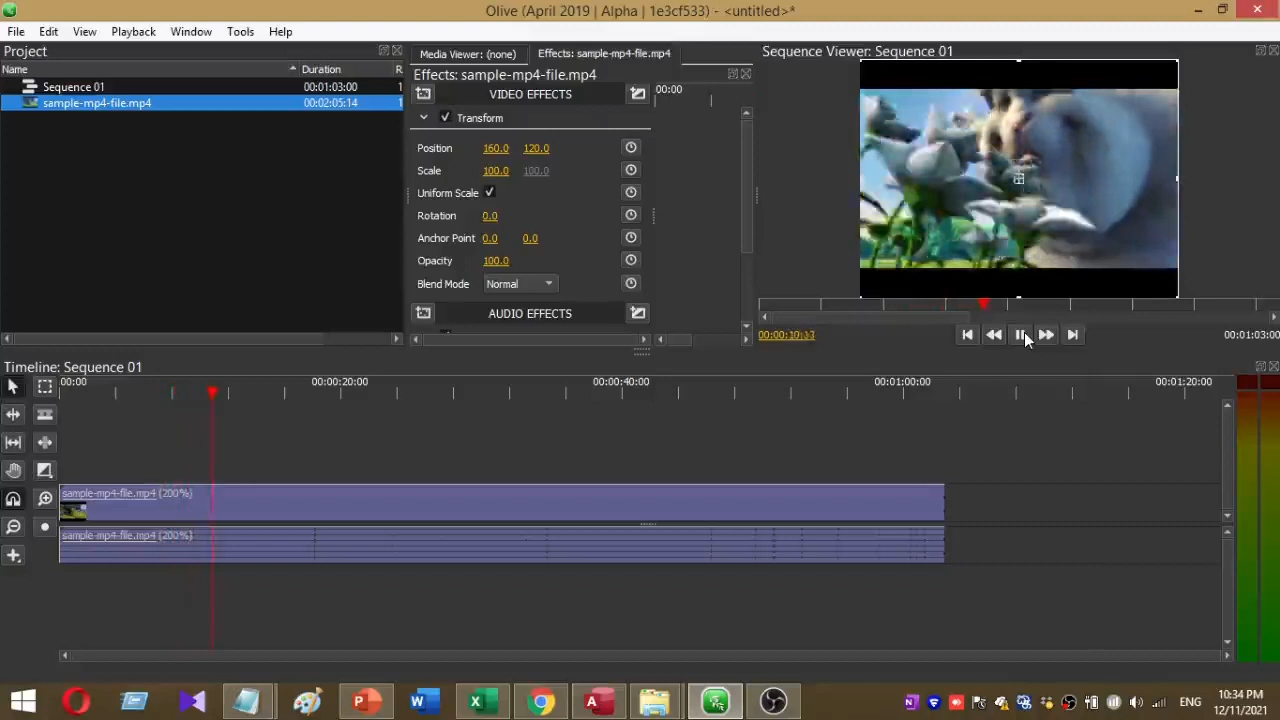 Olive (April 2019 | Alpha | 1e3cf533) - <untitled>*
File Edit View Playback Window Tools Help
Project
Name Duration R
Sequence 01 00:01:03:00 1
sample-mp4-file.mp4 00:02:05:14 1
Media Viewer: (none) Effects: sample-mp4-file.mp4
Effects: sample-mp4-file.mp4
VIDEO EFFECTS
00:00
Transform
Position 160.0 120.0
Scale 100.0 100.0
Uniform Scale
Rotation 0.0
Anchor Point 0.0 0.0
Opacity 100.0
Blend Mode Normal
AUDIO EFFECTS
Sequence Viewer: Sequence 01
00:01:03:00
Timeline: Sequence 01
00:00 00:00:20:00 00:00:40:00 00:01:00:00 00:01:20:00
sample-mp4-file.mp4 (200%)
sample-mp4-file.mp4 (200%)
ENG
10:34 PM
12/11/2021